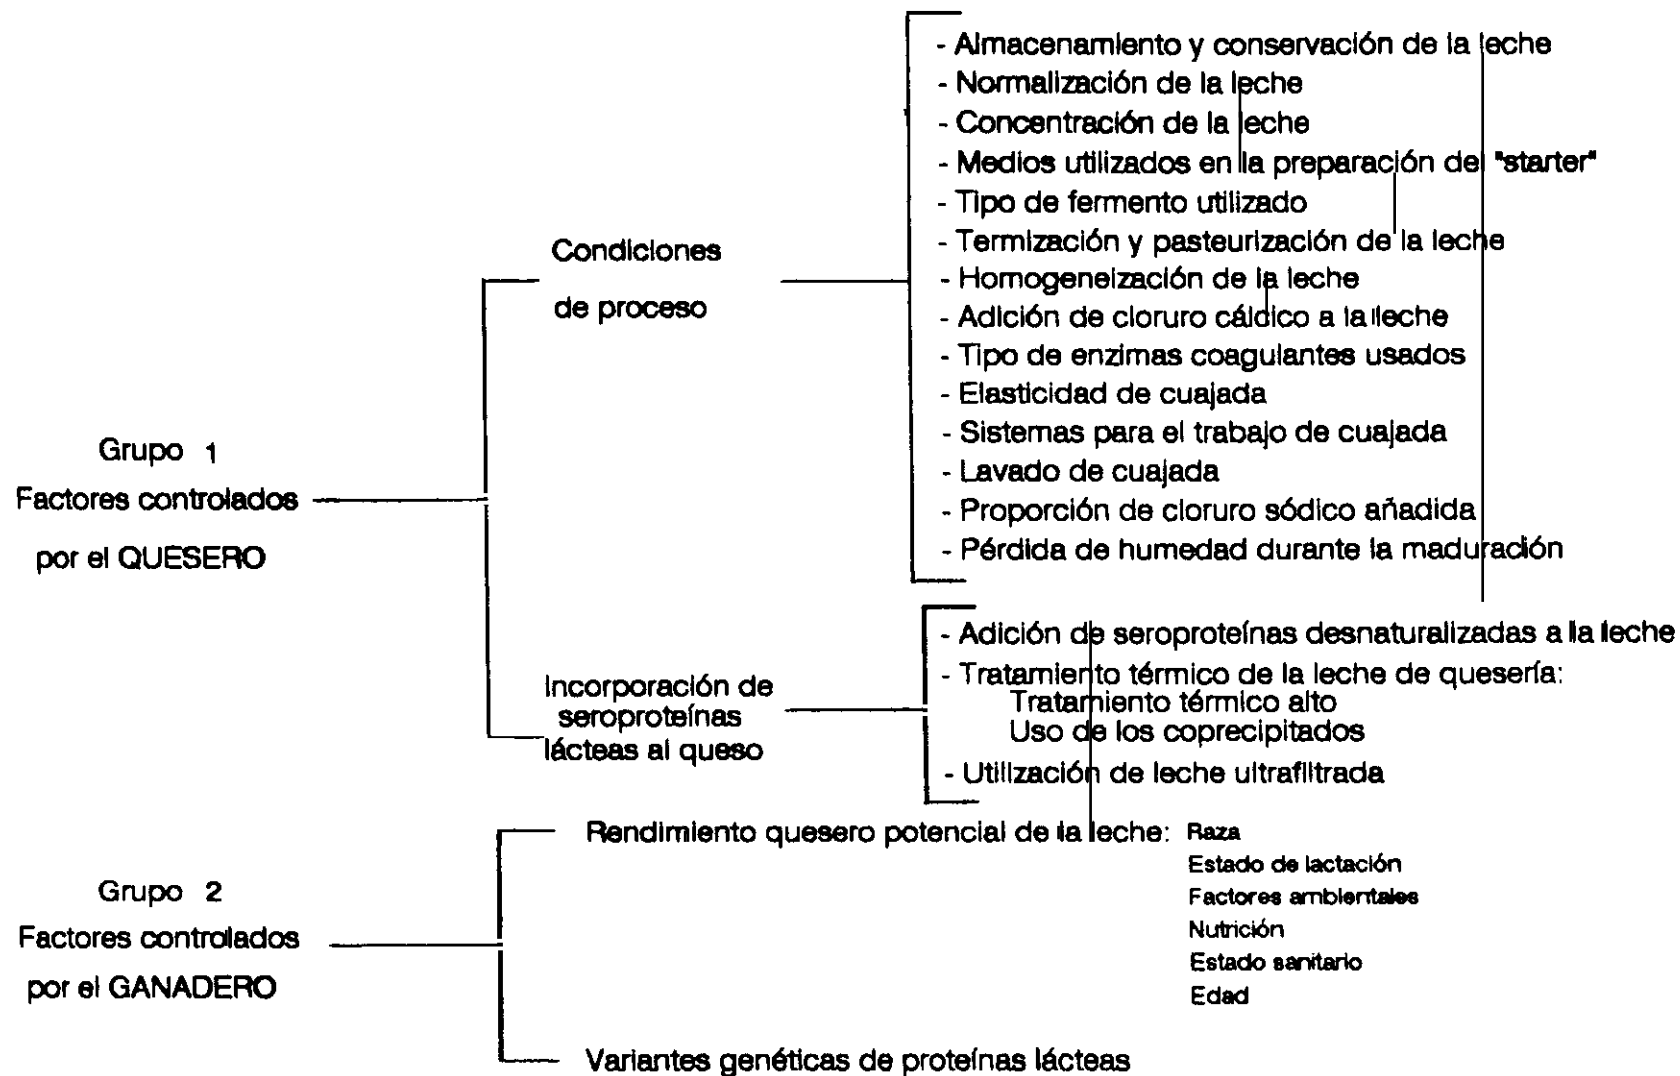 Grupo 1
Factores controlados
por el QUESERO
Condiciones
de proceso
- Almacenamiento y conservación de la leche
- Normalización de la leche
- Concentración de la leche
- Medios utilizados en la preparación del "starter"
- Tipo de fermento utilizado
- Termización y pasteurización de la leche
- Homogeneización de la leche
- Adición de cloruro cáldico a la leche
- Tipo de enzimas coagulantes usados
- Elasticidad de cuajada
- Sistemas para el trabajo de cuajada
- Lavado de cuajada
- Proporción de cloruro sódico añadida
- Pérdida de humedad durante la maduración
Incorporación de
seroproteínas
lácteas al queso
- Adición de seroproteínas desnaturalizadas a la leche
- Tratamiento térmico de la leche de quesería:
Tratamiento térmico alto
Uso de los coprecipitados
- Utilización de leche ultrafiltrada
Grupo 2
Factores controlados
por el GANADERO
Rendimiento quesero potencial de la leche: Raza
Estado de lactación
Factores ambientales
Nutrición
Estado sanitario
Edad
Variantes genéticas de proteínas lácteas